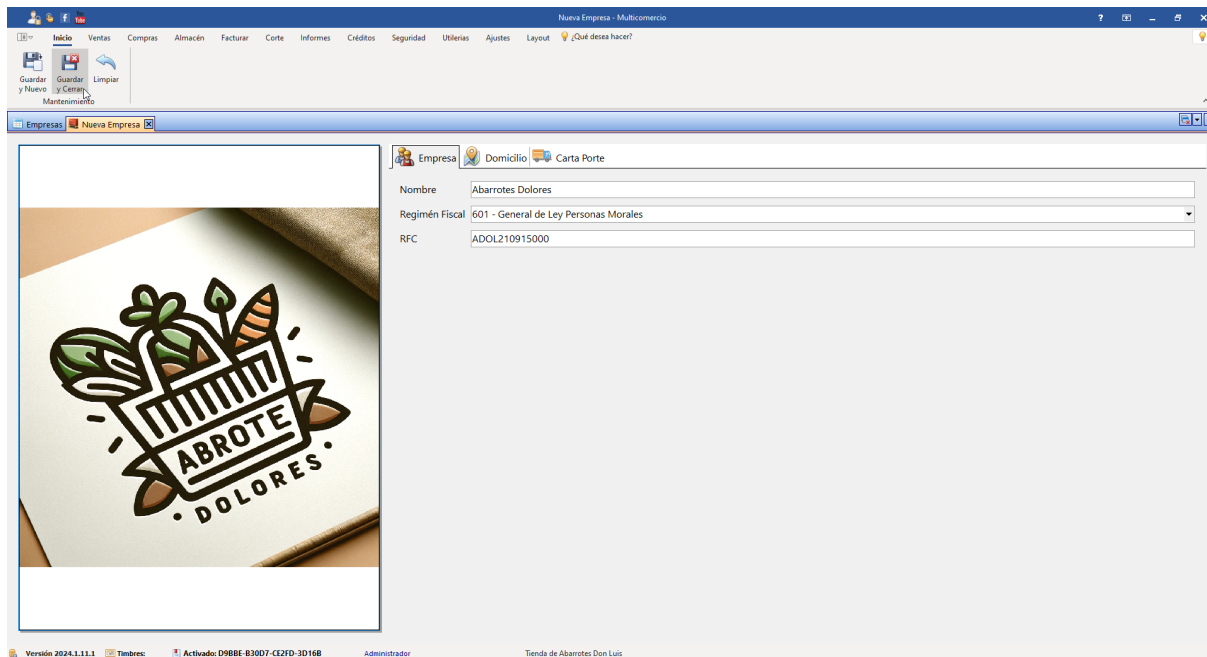 Nueva Empresa - Multicomercio
Inicio Ventas Compras Almacén Facturar Corte Informes Créditos Seguridad Utilerias Ajustes Layout ¿Qué desea hacer?
Guardar y Nuevo
Guardar y Cerrar
Limpiar
Mantenimiento
Empresas Nueva Empresa
Empresa Domicilio Carta Porte
Nombre Abarrotes Dolores
Regimén Fiscal 601 - General de Ley Personas Morales
RFC ADOL210915000
ABROTE
DOLORES
Versión 2024.1.11.1 Timbres: Activado: D9BBE-B30D7-CE2FD-3D16B Administrador Tienda de Abarrotes Don Luis